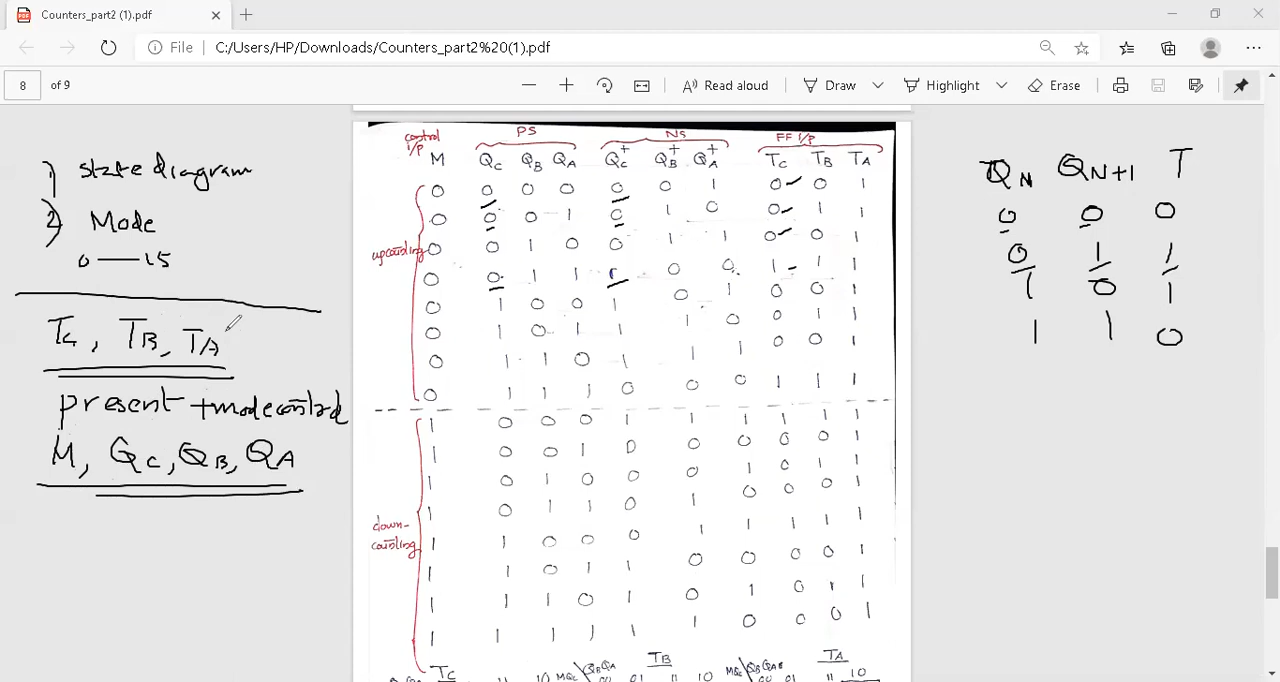 Counters_part2 (1).pdf
File C:/Users/HP/Downloads/Counters_part2%20(1).pdf
8 of 9 Read aloud Draw Highlight Erase
1) state diagram
2) Mode
0 — 15
TC, TB, TA
present + mode control
M, QC, QB, QA
control I/P PS NS FF I/P
M QC QB QA QC+ QB+ QA+ TC TB TA
upcounting
0 0 0 0 0 0 1 0 0 1
0 0 0 1 0 1 0 0 1 1
0 0 1 0 0 1 1 0 0 1
0 0 1 1 1 0 0 1 1 1
0 1 0 0 1 0 1 0 0 1
0 1 0 1 1 1 0 0 1 1
0 1 1 0 1 1 1 0 0 1
0 1 1 1 0 0 0 1 1 1
down-counting
1 0 0 0 1 1 1 1 1 1
1 0 0 1 0 0 0 0 0 1
1 0 1 0 0 0 1 0 1 1
1 0 1 1 0 1 0 0 0 1
1 1 0 0 0 1 1 1 1 1
1 1 0 1 1 0 0 0 0 1
1 1 1 0 1 0 1 0 1 1
1 1 1 1 1 1 0 0 0 1
TC TB TA
QN QN+1 T
0 0 0
0 1 1
1 0 1
1 1 0